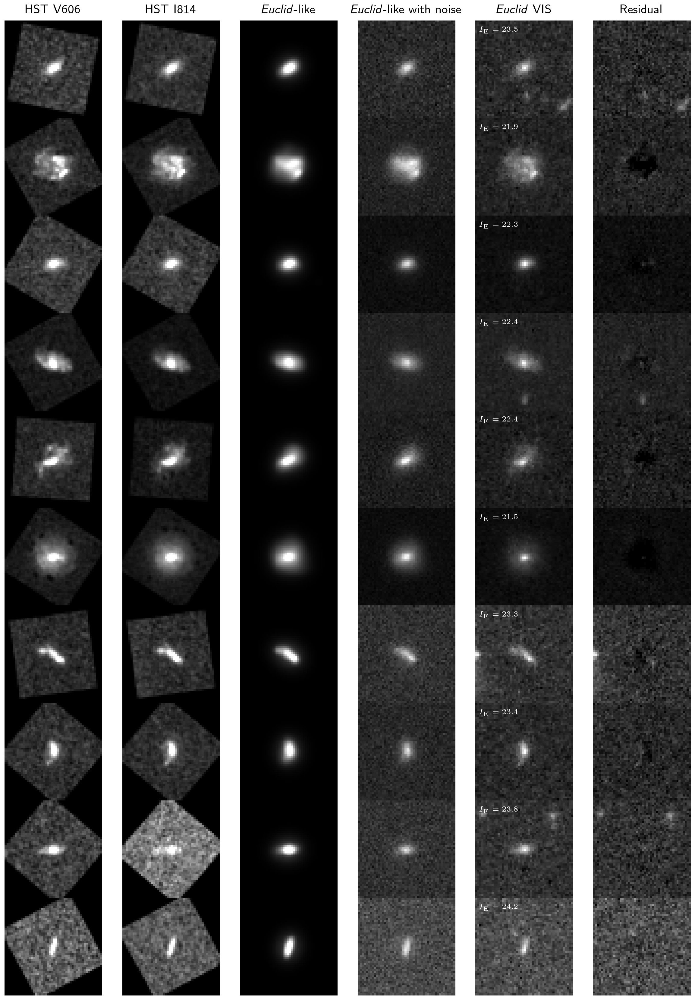 HST V606 HST I814 Euclid-like Euclid-like with noise Euclid VIS Residual
I_E = 23.5
I_E = 21.9
I_E = 22.3
I_E = 22.4
I_E = 22.4
I_E = 21.5
I_E = 23.3
I_E = 23.4
I_E = 23.8
I_E = 24.2